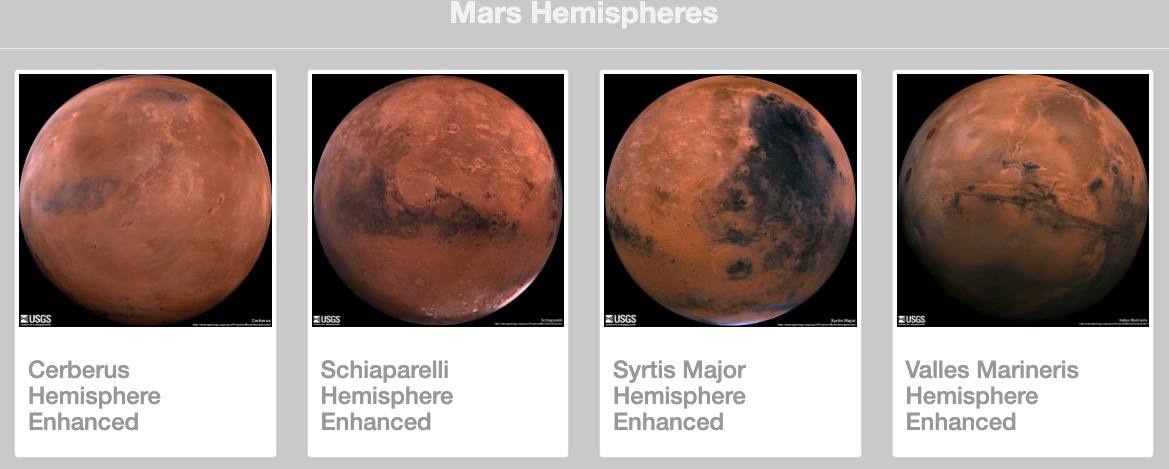 Mars Hemispheres
USGS
Cerberus
USGS
Schiaparelli
USGS
Syrtis Major
USGS
Valles Marineris
Cerberus
Hemisphere
Enhanced
Schiaparelli
Hemisphere
Enhanced
Syrtis Major
Hemisphere
Enhanced
Valles Marineris
Hemisphere
Enhanced